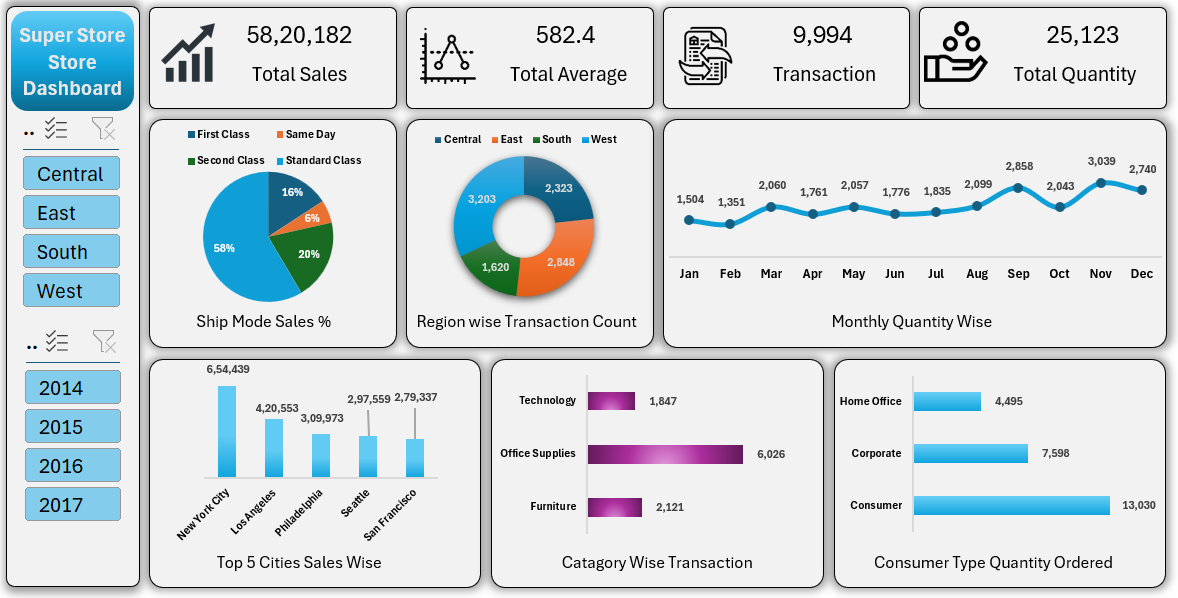 Super Store
Store
Dashboard
..
Central
East
South
West
..
2014
2015
2016
2017
58,20,182
Total Sales
582.4
Total Average
9,994
Transaction
25,123
Total Quantity
First Class Same Day
Second Class Standard Class
16%
6%
20%
58%
Ship Mode Sales %
Central East South West
2,323
2,848
1,620
3,203
Region wise Transaction Count
1,504 1,351 2,060 1,761 2,057 1,776 1,835 2,099 2,858 2,043 3,039 2,740
Jan Feb Mar Apr May Jun Jul Aug Sep Oct Nov Dec
Monthly Quantity Wise
6,54,439 4,20,553 3,09,973 2,97,559 2,79,337
New York City Los Angeles Philadelphia Seattle San Francisco
Top 5 Cities Sales Wise
Technology 1,847
Office Supplies 6,026
Furniture 2,121
Catagory Wise Transaction
Home Office 4,495
Corporate 7,598
Consumer 13,030
Consumer Type Quantity Ordered